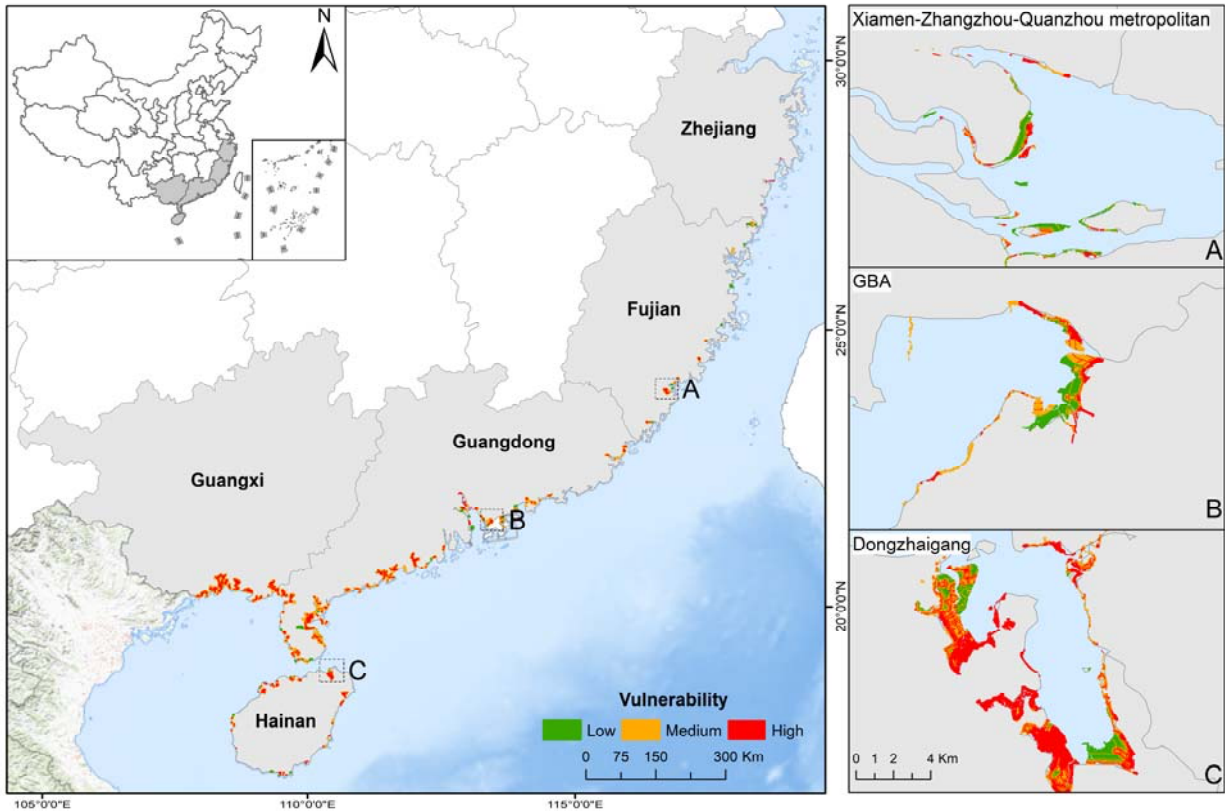 N
Zhejiang
Fujian
Guangdong
Guangxi
Hainan
A
B
C
Vulnerability
Low Medium High
0 75 150 300 Km
105°0'0"E 110°0'0"E 115°0'0"E
30°0'0"N
25°0'0"N
20°0'0"N
Xiamen-Zhangzhou-Quanzhou metropolitan
A
GBA
B
Dongzhaigang
0 1 2 4 Km
C